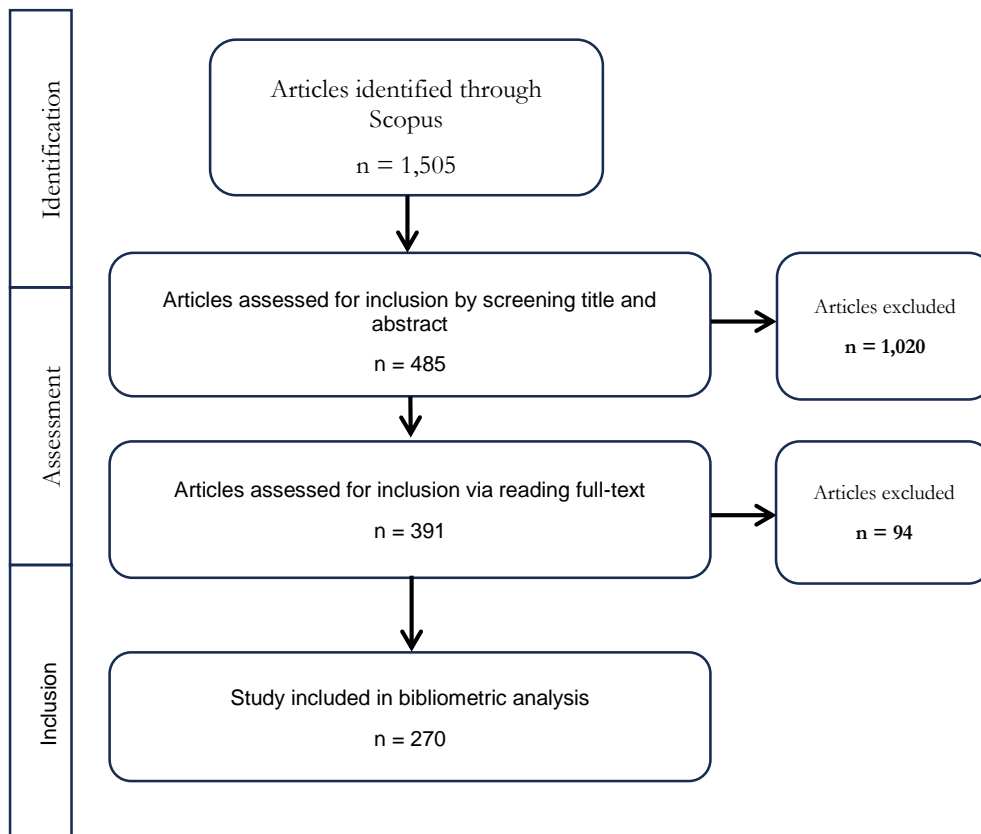 Identification
Articles identified through
Scopus
n = 1,505
Assessment
Articles assessed for inclusion by screening title and
abstract
n = 485
Articles excluded
n = 1,020
Articles assessed for inclusion via reading full-text
n = 391
Articles excluded
n = 94
Inclusion
Study included in bibliometric analysis
n = 270